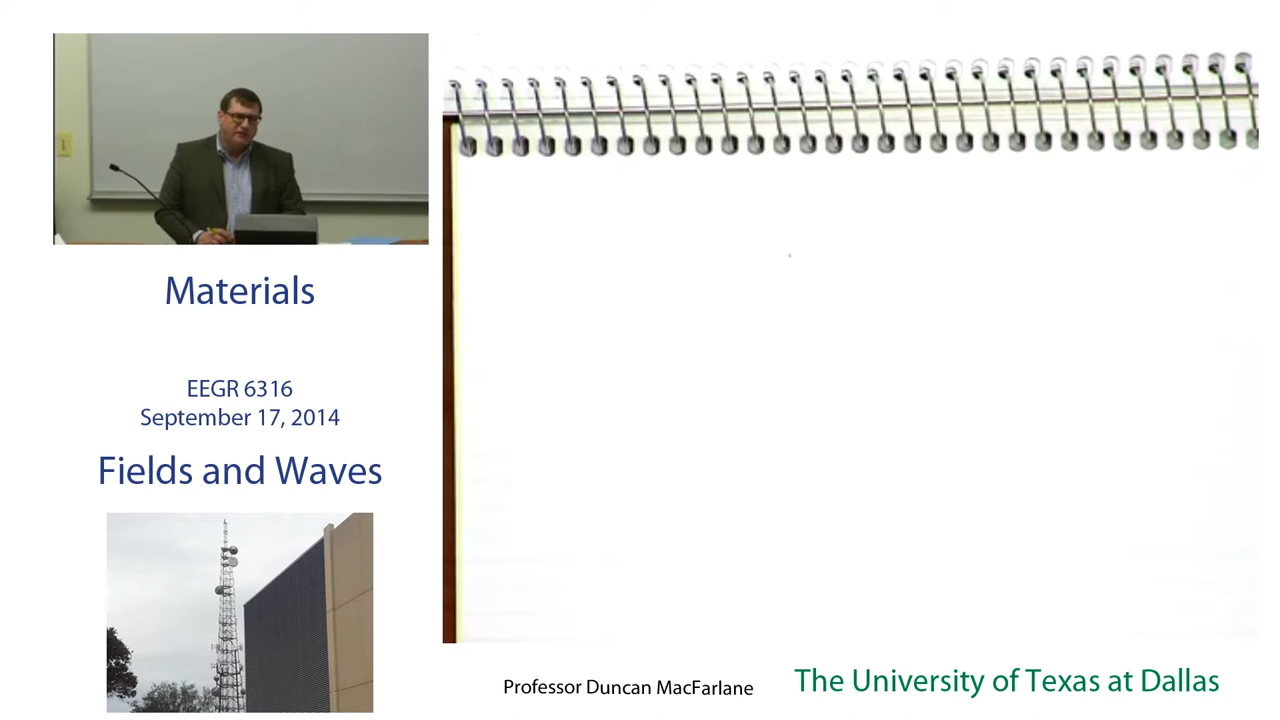 Materials
EEGR 6316
September 17, 2014
Fields and Waves
Professor Duncan MacFarlane
The University of Texas at Dallas